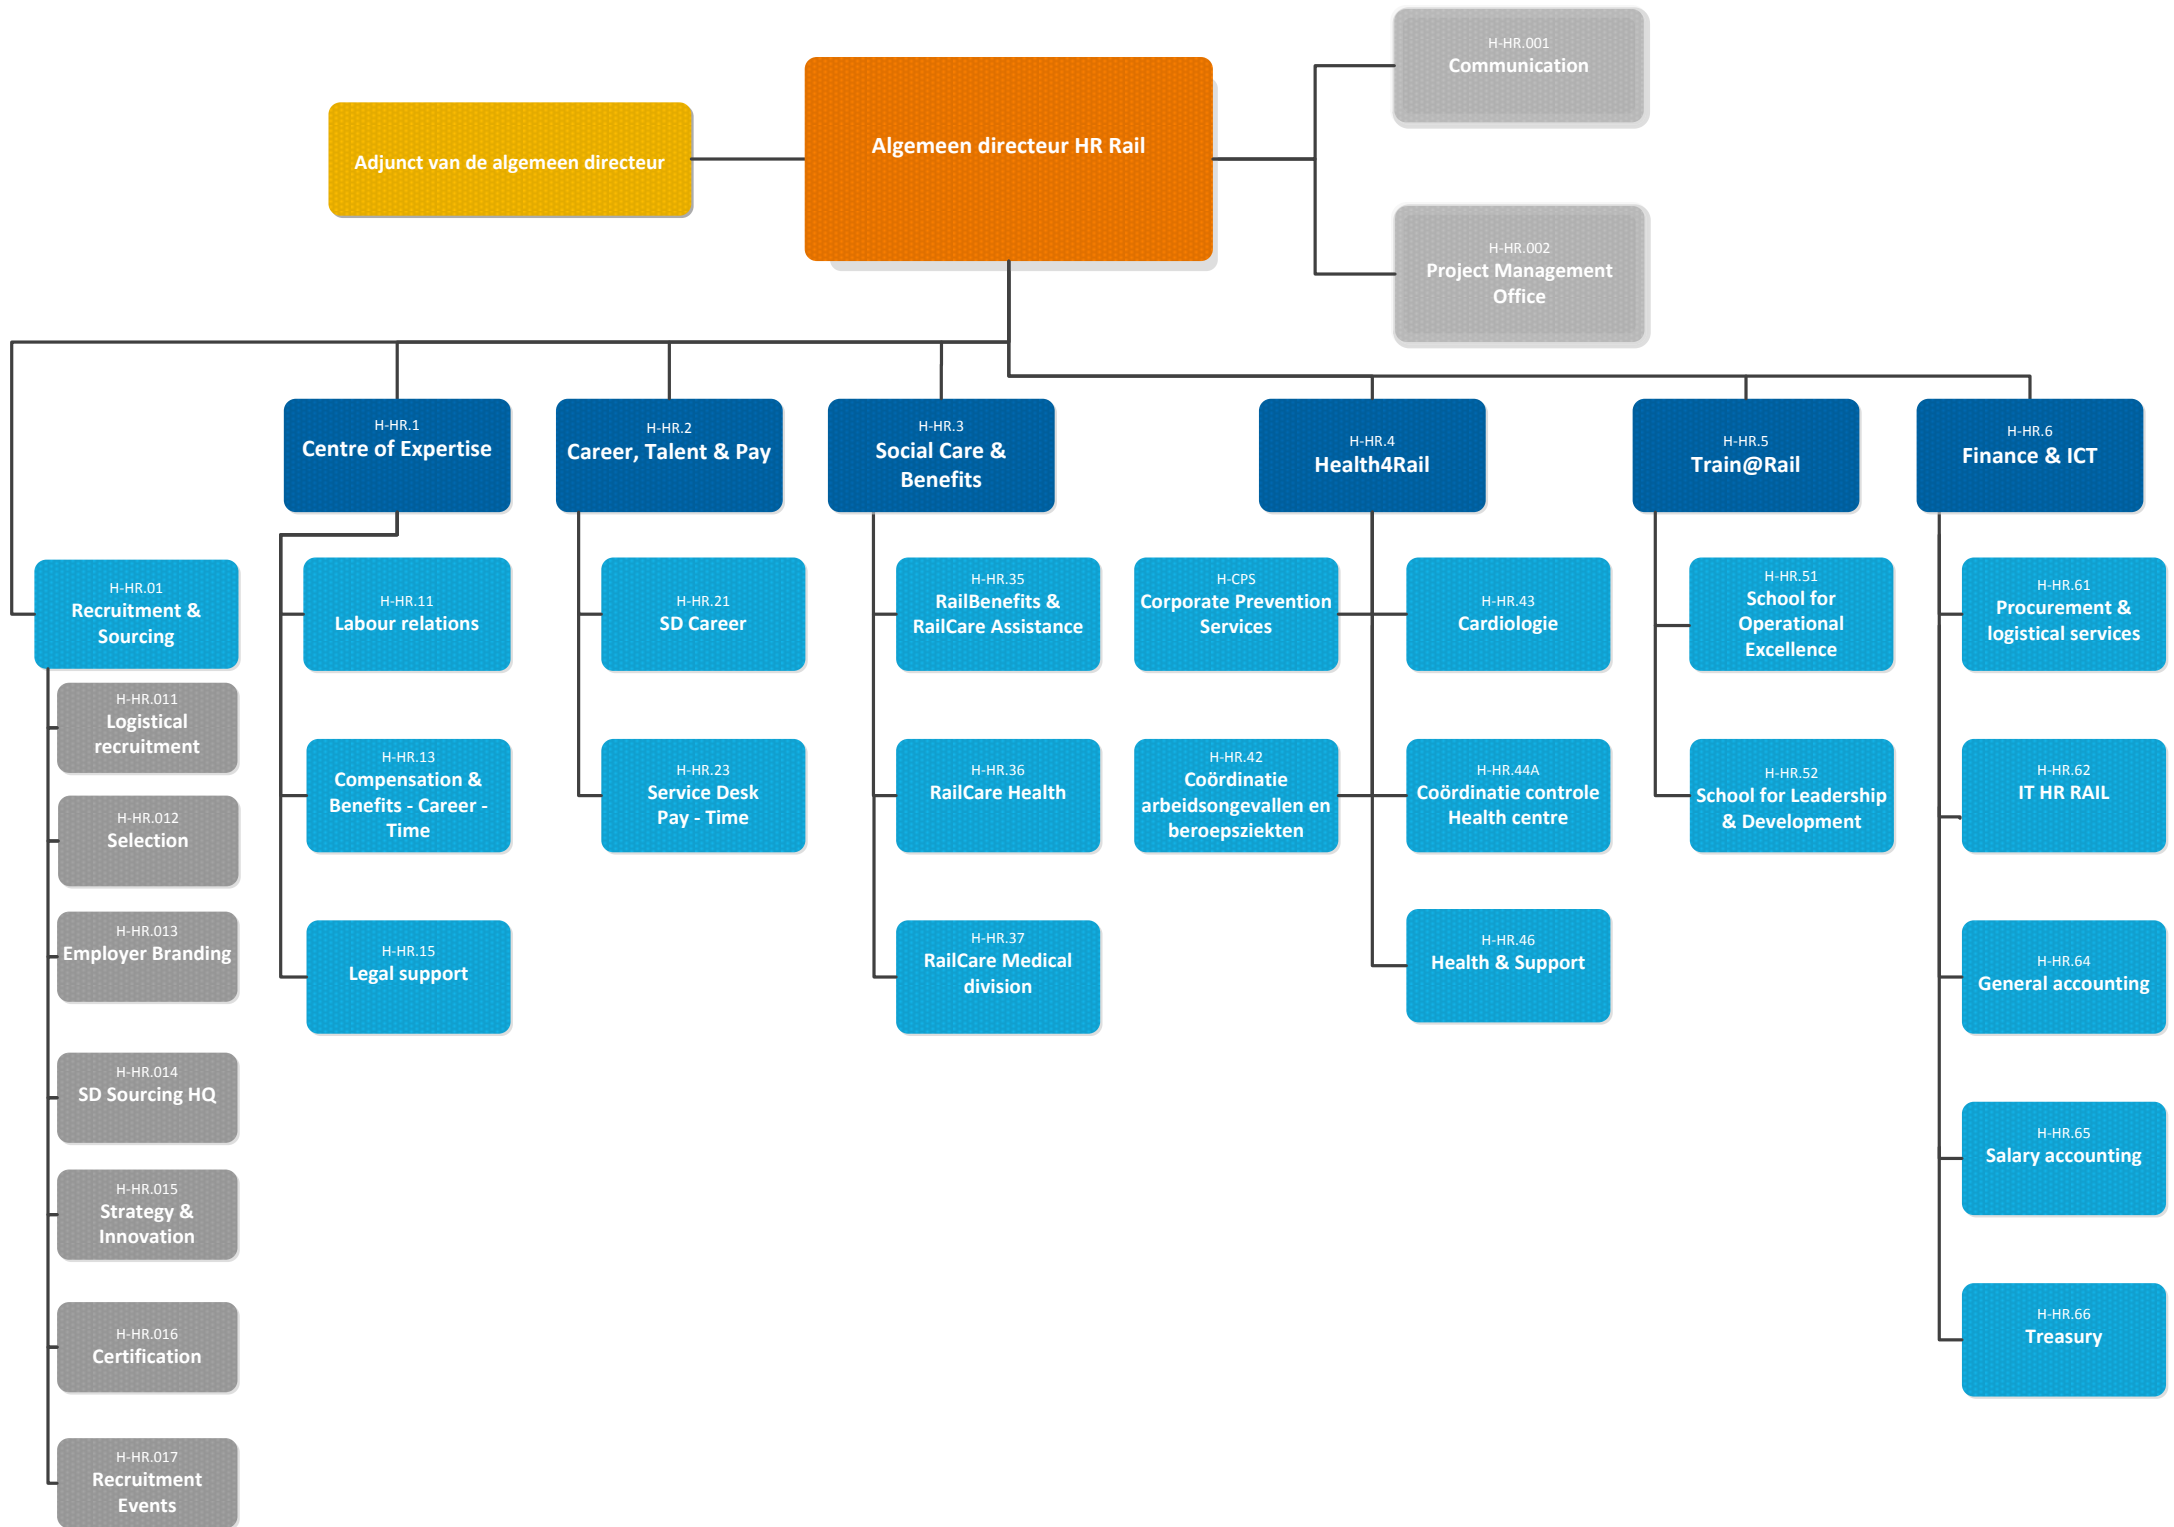 H-HR.001
Communication
Algemeen directeur HR Rail
Adjunct van de algemeen directeur
H-HR.002
Project Management
Office
H-HR.1
Centre of Expertise
H-HR.2
Career, Talent & Pay
H-HR.3
Social Care &
Benefits
H-HR.4
Health4Rail
H-HR.5
Train@Rail
H-HR.6
Finance & ICT
H-HR.01
Recruitment &
Sourcing
H-HR.011
Logistical
recruitment
H-HR.012
Selection
H-HR.013
Employer Branding
H-HR.014
SD Sourcing HQ
H-HR.015
Strategy &
Innovation
H-HR.016
Certification
H-HR.017
Recruitment
Events
H-HR.11
Labour relations
H-HR.13
Compensation &
Benefits - Career -
Time
H-HR.15
Legal support
H-HR.21
SD Career
H-HR.23
Service Desk
Pay - Time
H-HR.35
RailBenefits &
RailCare Assistance
H-HR.36
RailCare Health
H-HR.37
RailCare Medical
division
H-CPS
Corporate Prevention
Services
H-HR.42
Coördinatie
arbeidsongevallen en
beroepsziekten
H-HR.43
Cardiologie
H-HR.44A
Coördinatie controle
Health centre
H-HR.46
Health & Support
H-HR.51
School for
Operational
Excellence
H-HR.52
School for Leadership
& Development
H-HR.61
Procurement &
logistical services
H-HR.62
IT HR RAIL
H-HR.64
General accounting
H-HR.65
Salary accounting
H-HR.66
Treasury